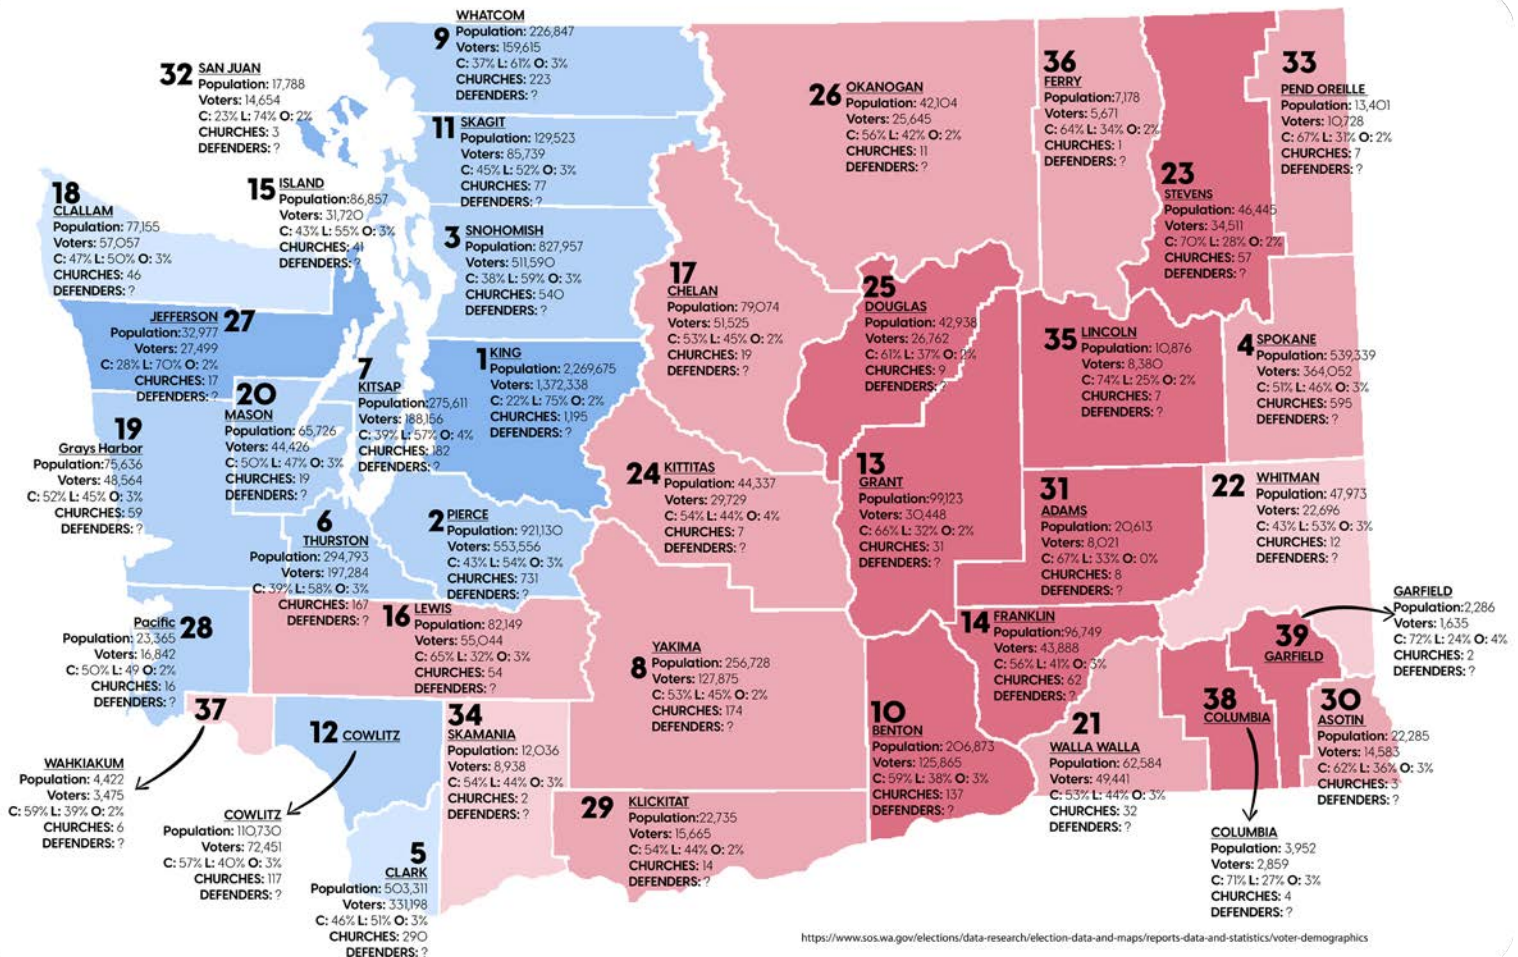 9
WHATCOM
Population: 226,847
Voters: 159,615
C: 37% L: 61% O: 3%
CHURCHES: 223
DEFENDERS: ?
32
SAN JUAN
Population: 17,788
Voters: 14,654
C: 23% L: 74% O: 2%
CHURCHES: 3
DEFENDERS: ?
11
SKAGIT
Population: 129,523
Voters: 85,739
C: 45% L: 52% O: 3%
CHURCHES: 77
DEFENDERS: ?
26
OKANOGAN
Population: 42,104
Voters: 25,645
C: 56% L: 42% O: 2%
CHURCHES: 11
DEFENDERS: ?
36
FERRY
Population:7,178
Voters: 5,671
C: 64% L: 34% O: 2%
CHURCHES: 1
DEFENDERS: ?
33
PEND OREILLE
Population: 13,401
Voters: 10,728
C: 67% L: 31% O: 2%
CHURCHES: 7
DEFENDERS: ?
23
STEVENS
Population: 46,445
Voters: 34,511
C: 70% L: 28% O: 2%
CHURCHES: 57
DEFENDERS: ?
18
CLALLAM
Population: 77,155
Voters: 57,057
C: 47% L: 50% O: 3%
CHURCHES: 46
DEFENDERS: ?
15
ISLAND
Population:86,857
Voters: 31,720
C: 43% L: 55% O: 3%
CHURCHES: 41
DEFENDERS: ?
3
SNOHOMISH
Population: 827,957
Voters: 511,590
C: 38% L: 59% O: 3%
CHURCHES: 540
DEFENDERS: ?
17
CHELAN
Population: 79,074
Voters: 51,525
C: 53% L: 45% O: 2%
CHURCHES: 19
DEFENDERS: ?
25
DOUGLAS
Population: 42,938
Voters: 26,762
C: 61% L: 37% O: 2%
CHURCHES: 9
DEFENDERS: ?
35
LINCOLN
Population: 10,876
Voters: 8,380
C: 74% L: 25% O: 2%
CHURCHES: 7
DEFENDERS: ?
4
SPOKANE
Population: 539,339
Voters: 364,052
C: 51% L: 46% O: 3%
CHURCHES: 595
DEFENDERS: ?
JEFFERSON
27
Population:32,977
Voters: 27,499
C: 28% L: 70% O: 2%
CHURCHES: 17
DEFENDERS: ?
7
KITSAP
Population:275,611
Voters: 188,156
C: 39% L: 57% O: 4%
CHURCHES: 182
DEFENDERS: ?
1
KING
Population: 2,269,675
Voters: 1,372,338
C: 22% L: 75% O: 2%
CHURCHES: 1,195
DEFENDERS: ?
20
MASON
Population: 65,726
Voters: 44,426
C: 50% L: 47% O: 3%
CHURCHES: 19
DEFENDERS: ?
19
Grays Harbor
Population:75,636
Voters: 48,564
C: 52% L: 45% O: 3%
CHURCHES: 59
DEFENDERS: ?
24
KITTITAS
Population: 44,337
Voters: 29,729
C: 54% L: 44% O: 4%
CHURCHES: 7
DEFENDERS: ?
13
GRANT
Population:99,123
Voters: 30,448
C: 66% L: 32% O: 2%
CHURCHES: 31
DEFENDERS: ?
31
ADAMS
Population: 20,613
Voters: 8,021
C: 67% L: 33% O: 0%
CHURCHES: 8
DEFENDERS: ?
22
WHITMAN
Population: 47,973
Voters: 22,696
C: 43% L: 53% O: 3%
CHURCHES: 12
DEFENDERS: ?
6
THURSTON
Population: 294,793
Voters: 197,284
C: 39% L: 58% O: 3%
CHURCHES: 167
DEFENDERS: ?
2
PIERCE
Population: 921,130
Voters: 553,556
C: 43% L: 54% O: 3%
CHURCHES: 731
DEFENDERS: ?
Pacific
28
Population: 23,365
Voters: 16,842
C: 50% L: 49 O: 2%
CHURCHES: 16
DEFENDERS: ?
16
LEWIS
Population: 82,149
Voters: 55,044
C: 65% L: 32% O: 3%
CHURCHES: 54
DEFENDERS: ?
8
YAKIMA
Population: 256,728
Voters: 127,875
C: 53% L: 45% O: 2%
CHURCHES: 174
DEFENDERS: ?
14
FRANKLIN
Population:96,749
Voters: 43,888
C: 56% L: 41% O: 3%
CHURCHES: 62
DEFENDERS: ?
39
GARFIELD
GARFIELD
Population:2,286
Voters: 1,635
C: 72% L: 24% O: 4%
CHURCHES: 2
DEFENDERS: ?
37
WAHKIAKUM
Population: 4,422
Voters: 3,475
C: 59% L: 39% O: 2%
CHURCHES: 6
DEFENDERS: ?
12
COWLITZ
COWLITZ
Population: 110,730
Voters: 72,451
C: 57% L: 40% O: 3%
CHURCHES: 117
DEFENDERS: ?
34
SKAMANIA
Population: 12,036
Voters: 8,938
C: 54% L: 44% O: 3%
CHURCHES: 2
DEFENDERS: ?
10
BENTON
Population: 206,873
Voters: 125,865
C: 59% L: 38% O: 3%
CHURCHES: 137
DEFENDERS: ?
21
WALLA WALLA
Population: 62,584
Voters: 49,441
C: 53% L: 44% O: 3%
CHURCHES: 32
DEFENDERS: ?
38
COLUMBIA
30
ASOTIN
Population: 22,285
Voters: 14,583
C: 62% L: 36% O: 3%
CHURCHES: 3
DEFENDERS: ?
29
KLICKITAT
Population:22,735
Voters: 15,665
C: 54% L: 44% O: 2%
CHURCHES: 14
DEFENDERS: ?
COLUMBIA
Population: 3,952
Voters: 2,859
C: 71% L: 27% O: 3%
CHURCHES: 4
DEFENDERS: ?
5
CLARK
Population: 503,311
Voters: 331,198
C: 46% L: 51% O: 3%
CHURCHES: 290
DEFENDERS: ?
https://www.sos.wa.gov/elections/data-research/election-data-and-maps/reports-data-and-statistics/voter-demographics